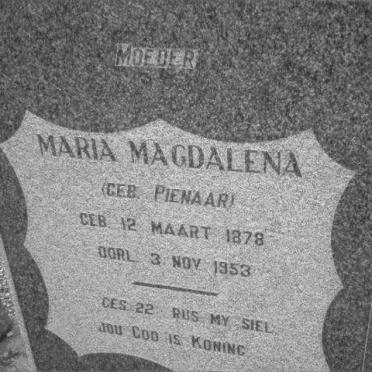 MOEDER
MARIA MAGDALENA
(GEB. PIENAAR)
GEB 12 MAART 1878
OORL. 3 NOV 1953
GES. 22 RUS MY SIEL
JOU GOD IS KONING